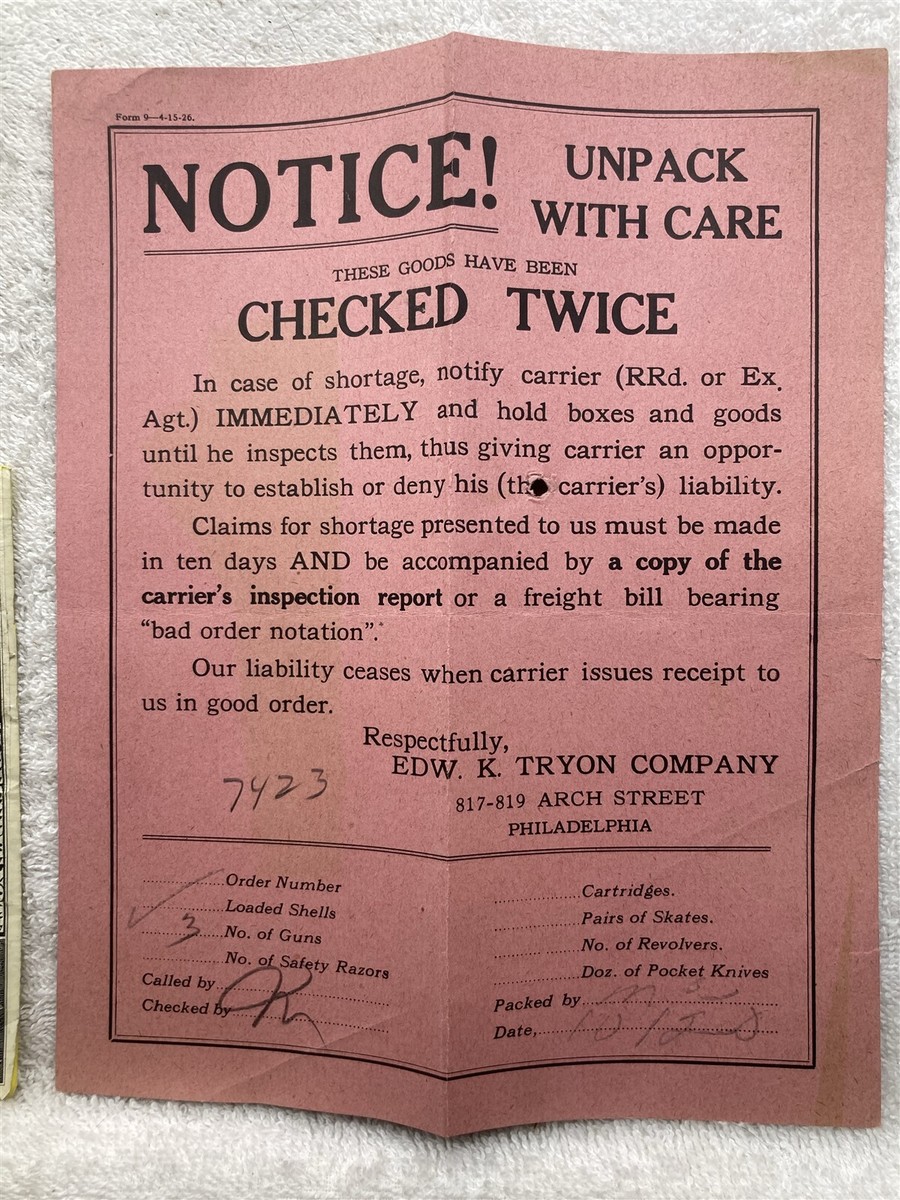 Form 9—4-15-26.
NOTICE!
UNPACK
WITH CARE
THESE GOODS HAVE BEEN
CHECKED TWICE
In case of shortage, notify carrier (RRd. or Ex.
Agt.) IMMEDIATELY and hold boxes and goods
until he inspects them, thus giving carrier an oppor-
tunity to establish or deny his (the carrier's) liability.
Claims for shortage presented to us must be made
in ten days AND be accompanied by a copy of the
carrier's inspection report or a freight bill bearing
“bad order notation”.
Our liability ceases when carrier issues receipt to
us in good order.
Respectfully,
EDW. K. TRYON COMPANY
817-819 ARCH STREET
PHILADELPHIA
7423
Order Number
Loaded Shells
3 No. of Guns
No. of Safety Razors
Called by
Checked by
Cartridges.
Pairs of Skates.
No. of Revolvers.
Doz. of Pocket Knives
Packed by
Date,